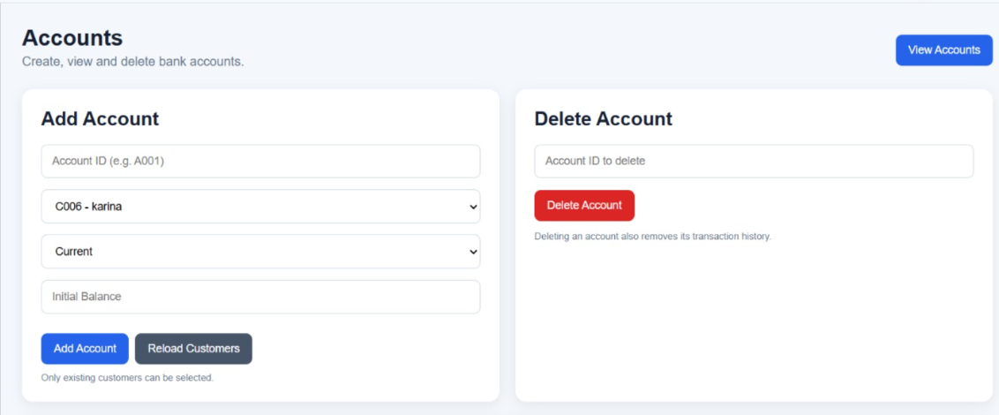 Accounts
Create, view and delete bank accounts.
View Accounts
Add Account
Account ID (e.g. A001)
C006 - karina
Current
Initial Balance
Add Account
Reload Customers
Only existing customers can be selected.
Delete Account
Account ID to delete
Delete Account
Deleting an account also removes its transaction history.